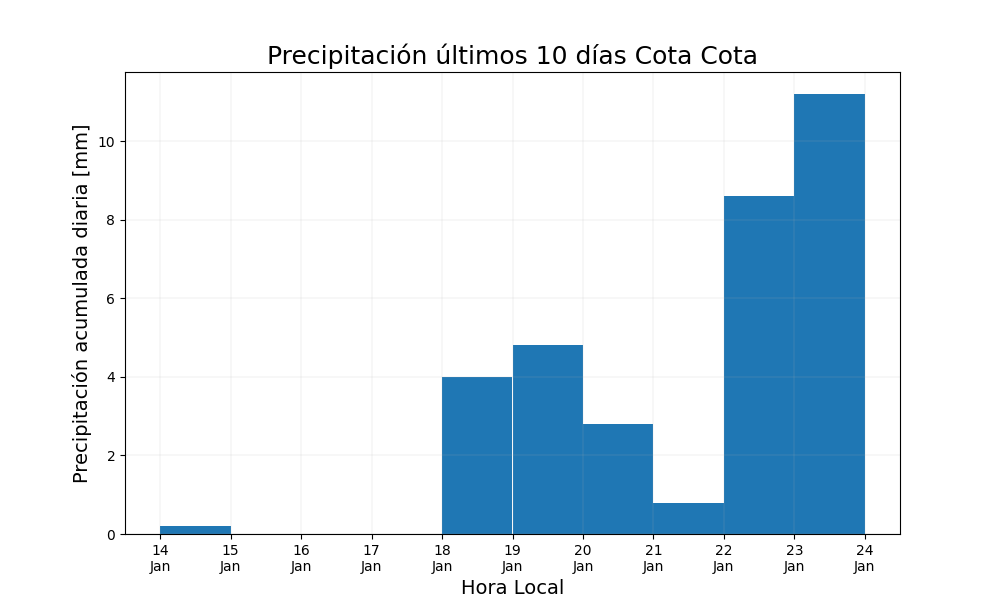 Precipitación últimos 10 días Cota Cota
Precipitación acumulada diaria [mm]
10
8
6
4
2
0
14 15 16 17 18 19 20 21 22 23 24
Jan Jan Jan Jan Jan Jan Jan Jan Jan Jan Jan
Hora Local